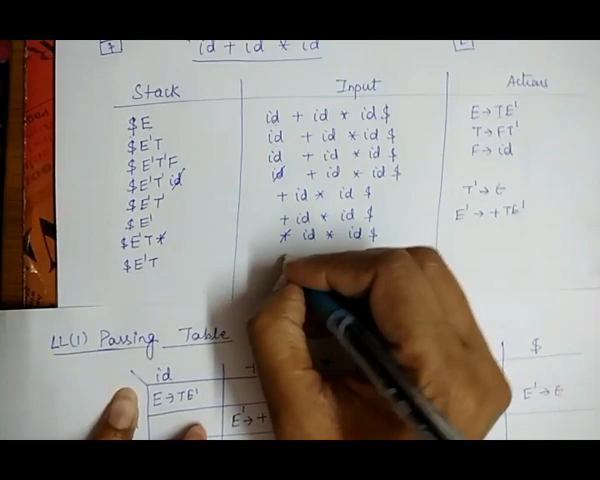 id + id * id
Stack Input Actions
$E id + id * id $ E→TE'
$E'T id + id * id $ T→FT'
$E'T'F id + id * id $ F→id
$E'T'id id + id * id $
$E'T' + id * id $ T'→ε
$E' + id * id $ E'→+TE'
$E'T* * id * id $
$E'T
LL(1) Passing Table
id $
E→TE' E'→+ E'→ε